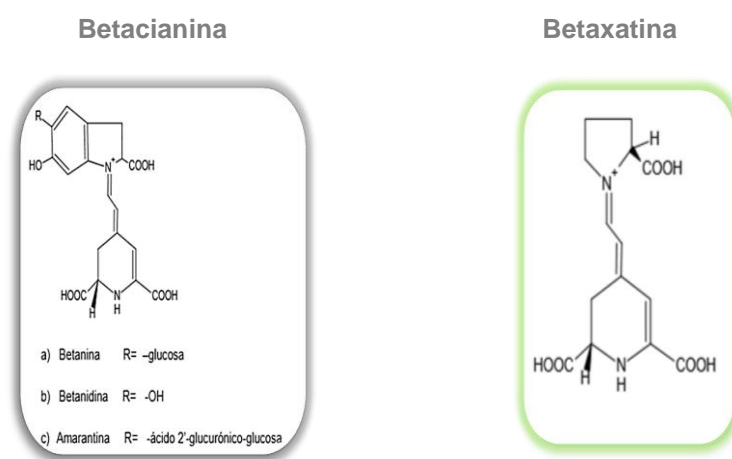 Betacianina
Betaxatina
R
HO
N+
COOH
HOOC
N
COOH
H
H
a) Betanina R= –glucosa
b) Betanidina R= -OH
c) Amarantina R= -ácido 2'-glucurónico-glucosa
H
COOH
N+
HOOC
N
COOH
H
H